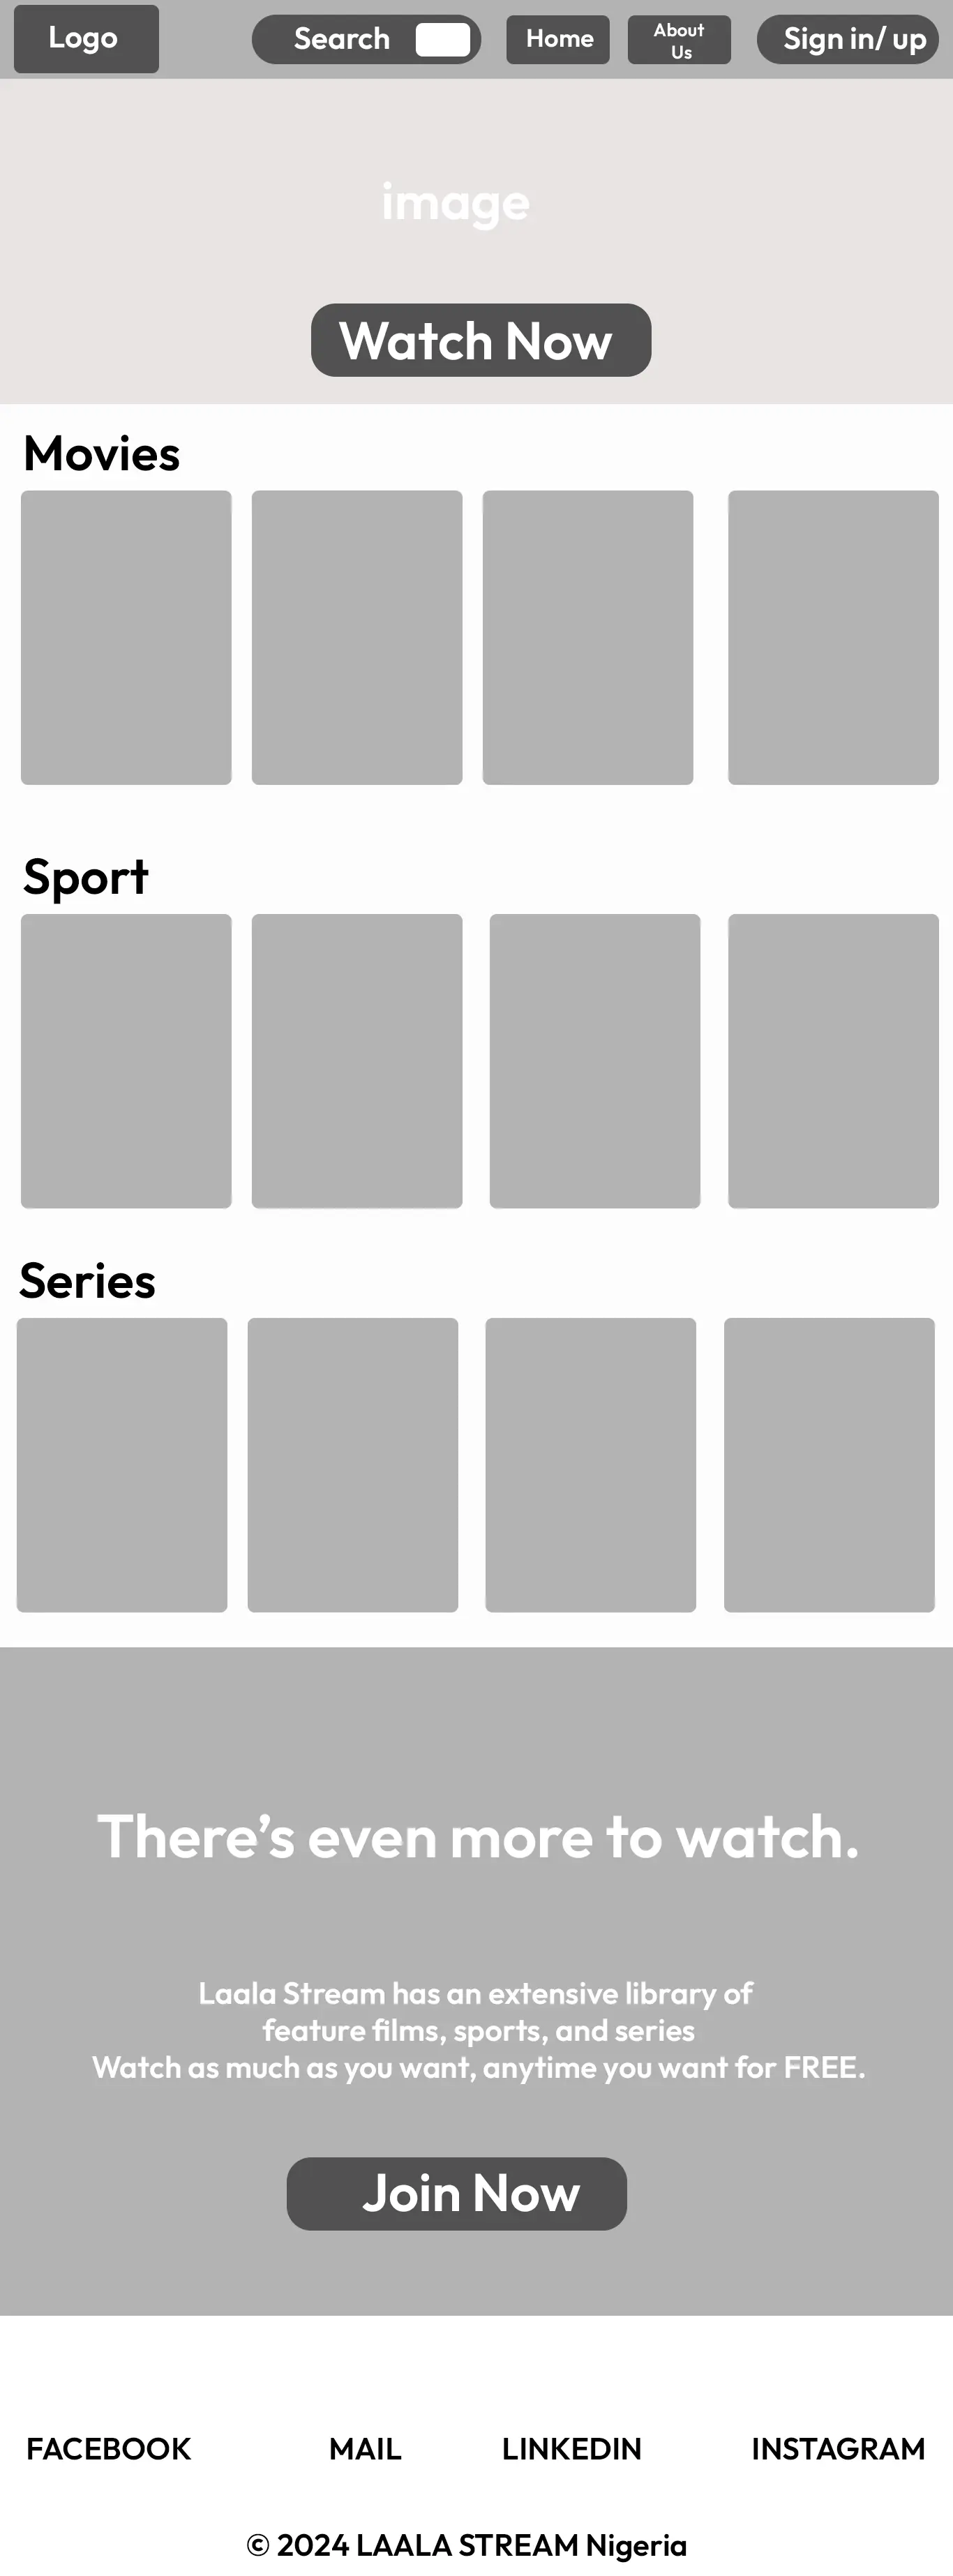 Logo
Search
Home
About
Us
Sign in/ up
image
Watch Now
Movies
Sport
Series
There’s even more to watch.
Laala Stream has an extensive library of
feature films, sports, and series
Watch as much as you want, anytime you want for FREE.
Join Now
FACEBOOK
MAIL
LINKEDIN
INSTAGRAM
© 2024 LAALA STREAM Nigeria